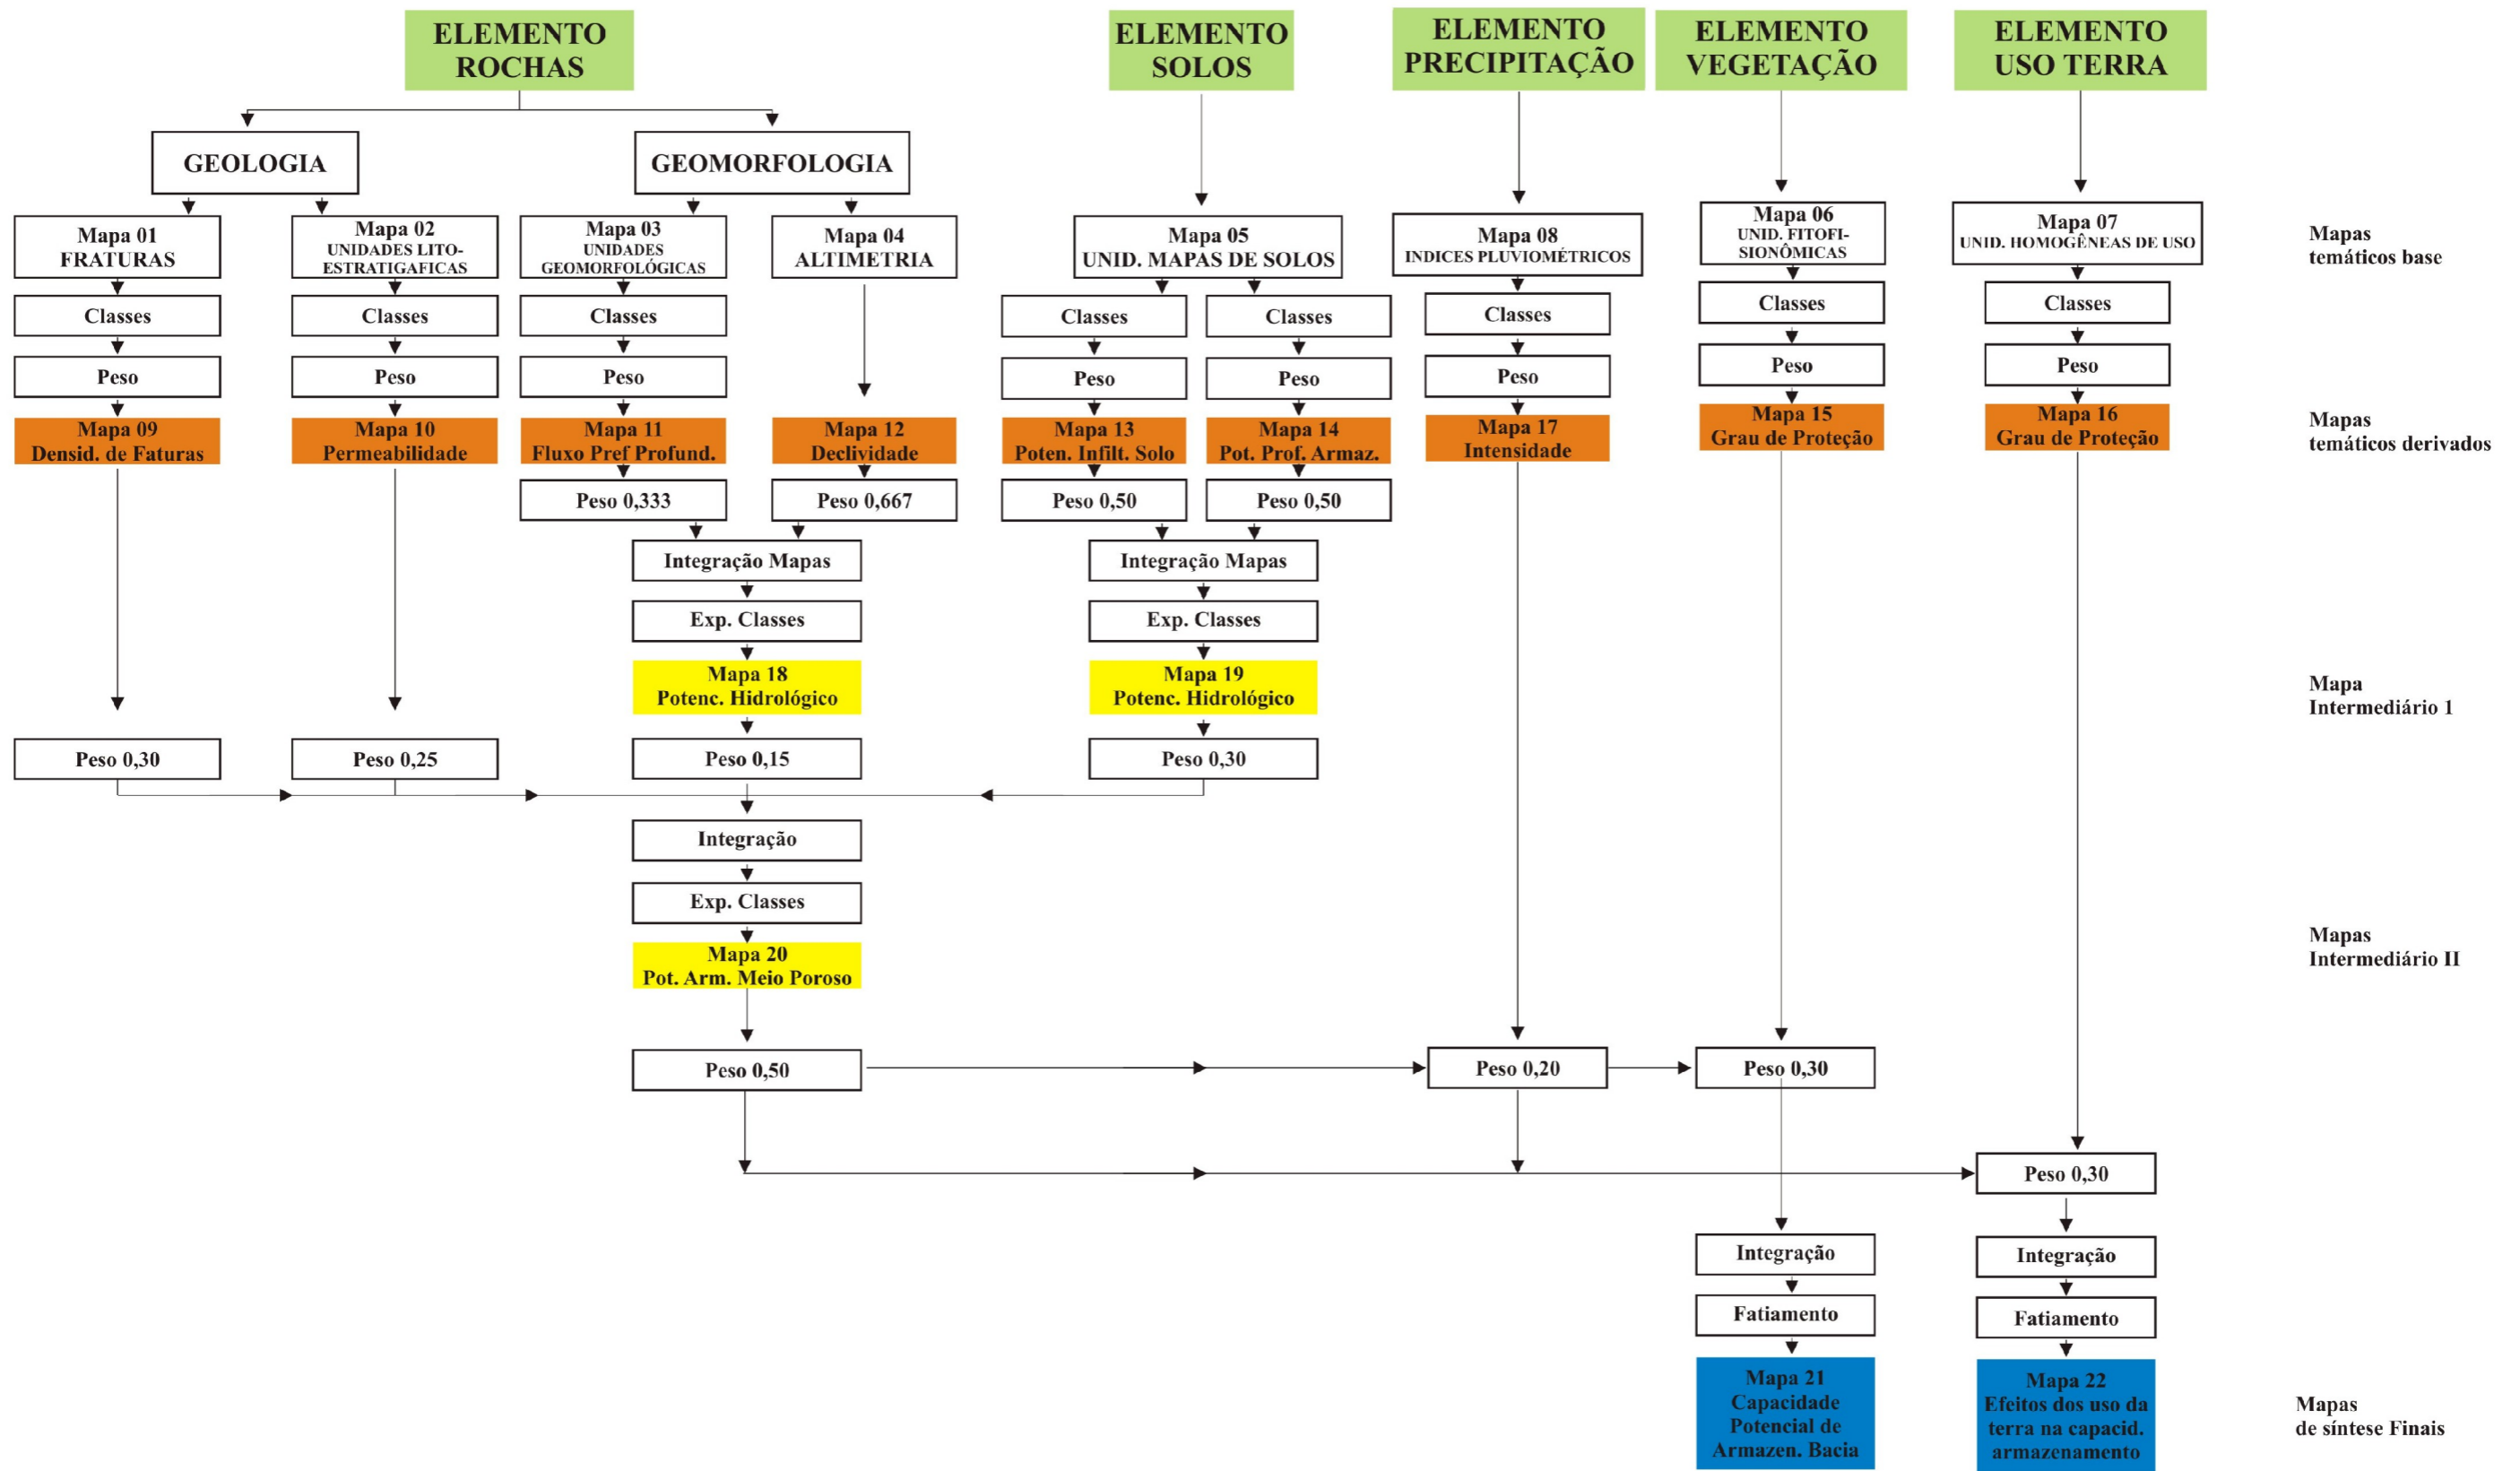 ELEMENTO
ROCHAS
ELEMENTO
SOLOS
ELEMENTO
PRECIPITAÇÃO
ELEMENTO
VEGETAÇÃO
ELEMENTO
USO TERRA
GEOLOGIA
GEOMORFOLOGIA
Mapa 01
FRATURAS
Mapa 02
UNIDADES LITO-
ESTRATIGAFICAS
Mapa 03
UNIDADES
GEOMORFOLÓGICAS
Mapa 04
ALTIMETRIA
Mapa 05
UNID. MAPAS DE SOLOS
Mapa 08
INDICES PLUVIOMÉTRICOS
Mapa 06
UNID. FITOFI-
SIONÔMICAS
Mapa 07
UNID. HOMOGÊNEAS DE USO
Mapas
temáticos base
Classes
Classes
Classes
Classes
Classes
Classes
Classes
Classes
Peso
Peso
Peso
Peso
Peso
Peso
Peso
Peso
Mapa 09
Densid. de Faturas
Mapa 10
Permeabilidade
Mapa 11
Fluxo Pref Profund.
Mapa 12
Declividade
Mapa 13
Poten. Infilt. Solo
Mapa 14
Pot. Prof. Armaz.
Mapa 17
Intensidade
Mapa 15
Grau de Proteção
Mapa 16
Grau de Proteção
Mapas
temáticos derivados
Peso 0,333
Peso 0,667
Peso 0,50
Peso 0,50
Integração Mapas
Integração Mapas
Exp. Classes
Exp. Classes
Mapa 18
Potenc. Hidrológico
Mapa 19
Potenc. Hidrológico
Mapa
Intermediário 1
Peso 0,30
Peso 0,25
Peso 0,15
Peso 0,30
Integração
Exp. Classes
Mapa 20
Pot. Arm. Meio Poroso
Mapas
Intermediário II
Peso 0,50
Peso 0,20
Peso 0,30
Peso 0,30
Integração
Integração
Fatiamento
Fatiamento
Mapa 21
Capacidade
Potencial de
Armazen. Bacia
Mapa 22
Efeitos dos uso da
terra na capacid.
armazenamento
Mapas
de síntese Finais